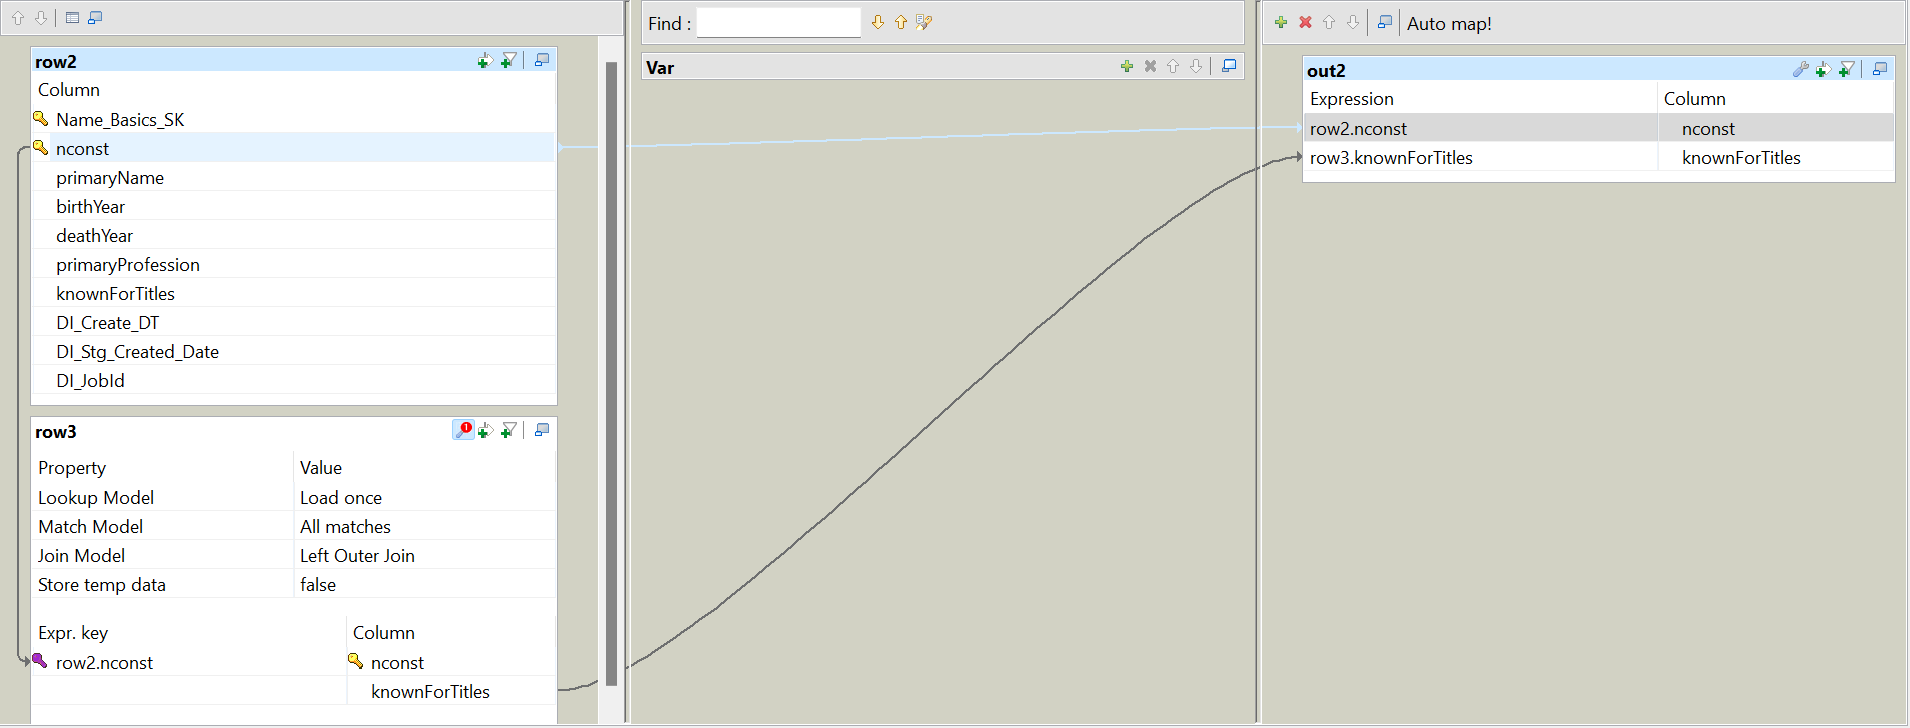 row2
Column
Name_Basics_SK
nconst
primaryName
birthYear
deathYear
primaryProfession
knownForTitles
DI_Create_DT
DI_Stg_Created_Date
DI_JobId
row3
1
Property Value
Lookup Model Load once
Match Model All matches
Join Model Left Outer Join
Store temp data false
Expr. key Column
row2.nconst nconst
knownForTitles
Find :
Var
Auto map!
out2
Expression Column
row2.nconst nconst
row3.knownForTitles knownForTitles